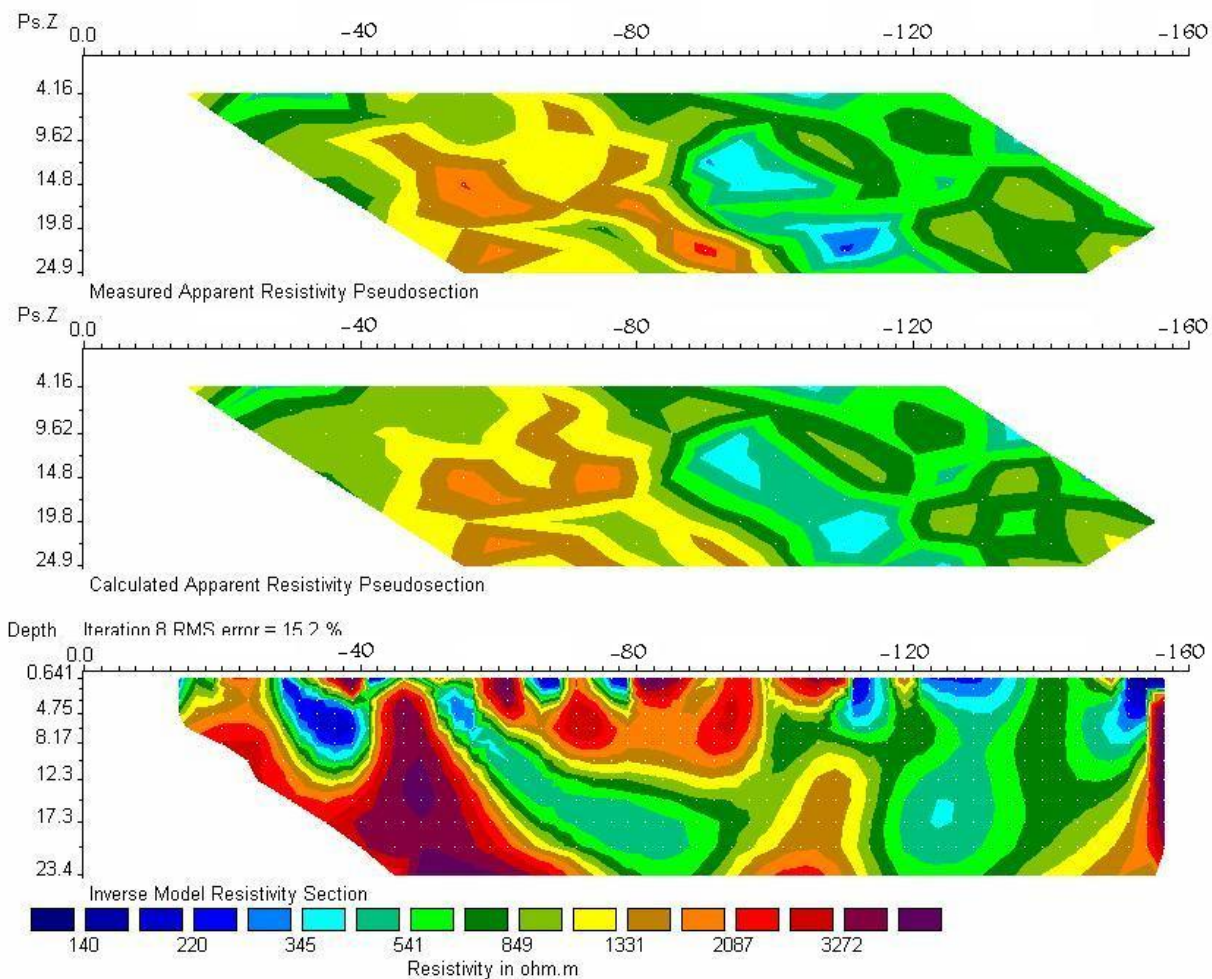 Ps.Z 0.0 -40 -80 -120 -160
4.16
9.62
14.8
19.8
24.9
Measured Apparent Resistivity Pseudosection
Ps.Z 0.0 -40 -80 -120 -160
4.16
9.62
14.8
19.8
24.9
Calculated Apparent Resistivity Pseudosection
Depth Iteration 8 RMS error = 15.2 %
0.0 -40 -80 -120 -160
0.641
4.75
8.17
12.3
17.3
23.4
Inverse Model Resistivity Section
140 220 345 541 849 1331 2087 3272
Resistivity in ohm.m